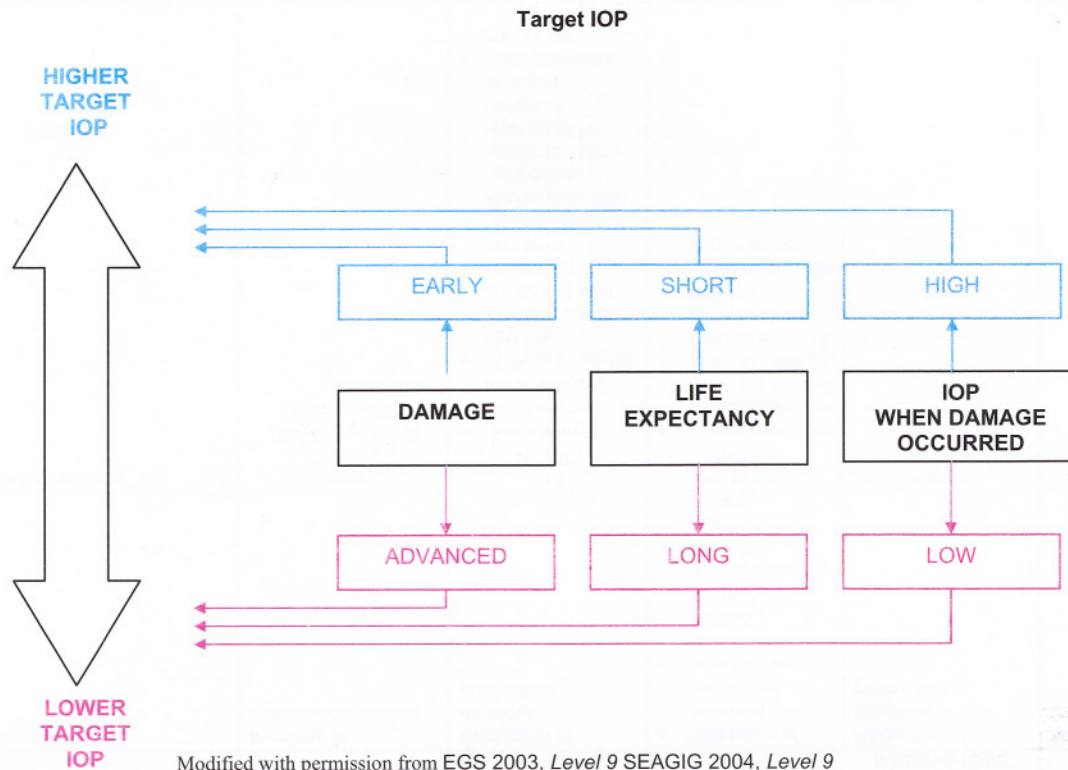 Target IOP
HIGHER
TARGET
IOP
EARLY
SHORT
HIGH
DAMAGE
LIFE
EXPECTANCY
IOP
WHEN DAMAGE
OCCURRED
ADVANCED
LONG
LOW
LOWER
TARGET
IOP
Modified with permission from EGS 2003, Level 9 SEAGIG 2004, Level 9